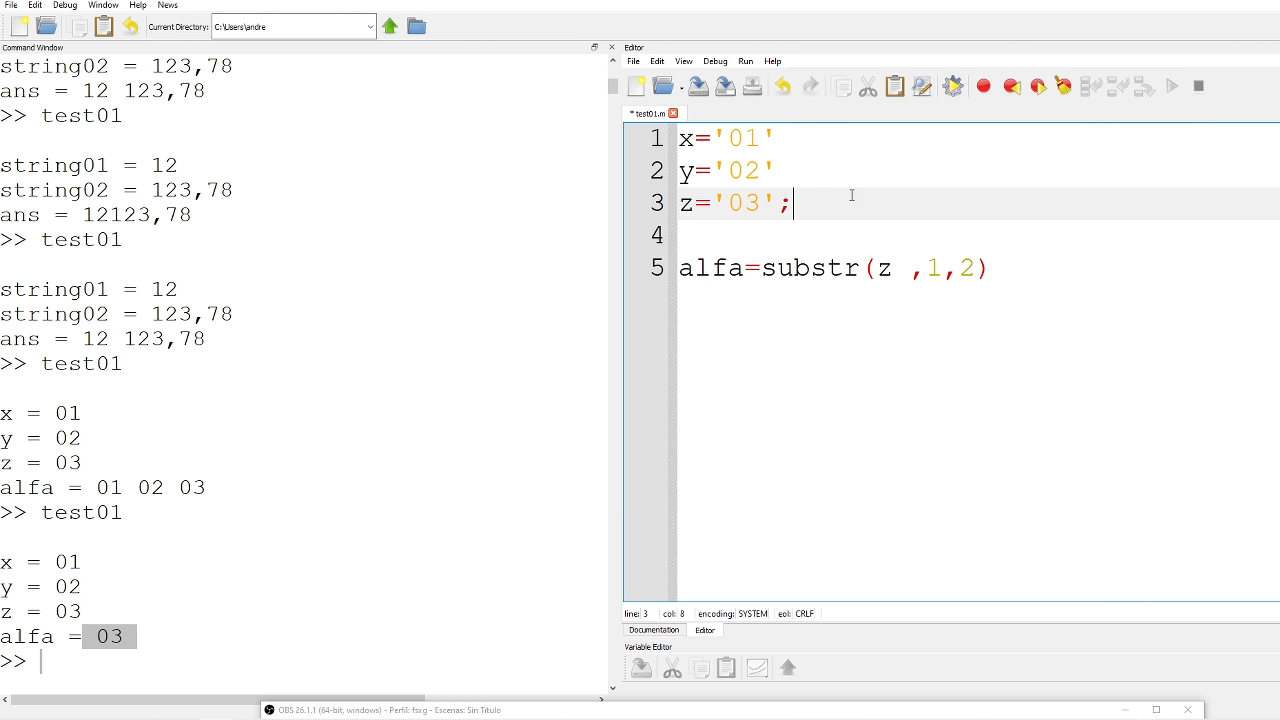 File Edit Debug Window Help News
Current Directory: C:\Users\andre
Command Window
string02 = 123,78
ans = 12 123,78
>> test01
string01 = 12
string02 = 123,78
ans = 12123,78
>> test01
string01 = 12
string02 = 123,78
ans = 12 123,78
>> test01
x = 01
y = 02
z = 03
alfa = 01 02 03
>> test01
x = 01
y = 02
z = 03
alfa = 03
>>
Editor
File Edit View Debug Run Help
* test01.m
1 x='01'
2 y='02'
3 z='03';
4
5 alfa=substr(z ,1,2)
line: 3 col: 8 encoding: SYSTEM eol: CRLF
Documentation Editor
Variable Editor
OBS 26.1.1 (64-bit, windows) - Perfil: fsxg - Escenas: Sin Título